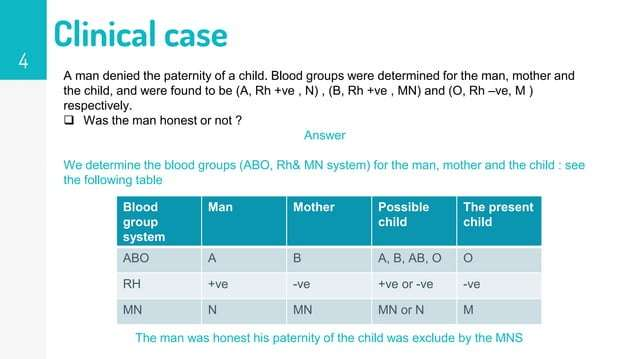 Clinical case
4
A man denied the paternity of a child. Blood groups were determined for the man, mother and
the child, and were found to be (A, Rh +ve , N) , (B, Rh +ve , MN) and (O, Rh –ve, M )
respectively.
❑ Was the man honest or not ?
Answer
We determine the blood groups (ABO, Rh& MN system) for the man, mother and the child : see
the following table
Blood group system Man Mother Possible child The present child
ABO A B A, B, AB, O O
RH +ve -ve +ve or -ve -ve
MN N MN MN or N M
The man was honest his paternity of the child was exclude by the MNS